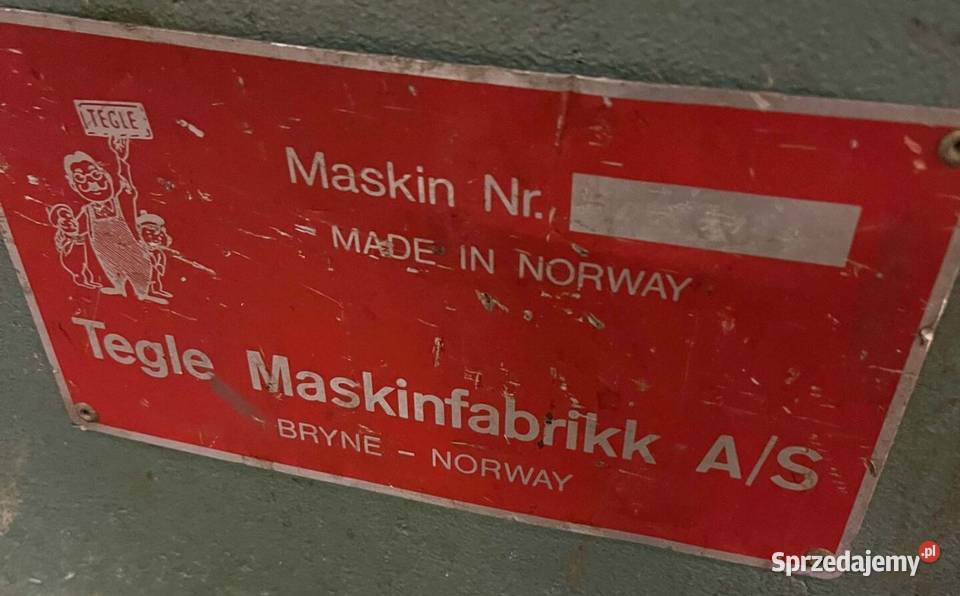 TEGLE
Maskin Nr.
MADE IN NORWAY
Tegle Maskinfabrikk A/S
BRYNE - NORWAY
Sprzedajemy.pl